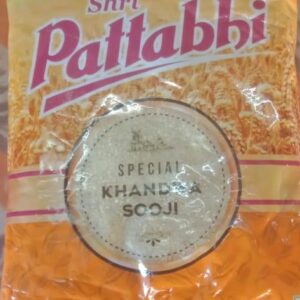 Shri
Pattabhi
SPECIAL
KHANDWA
SOOJI